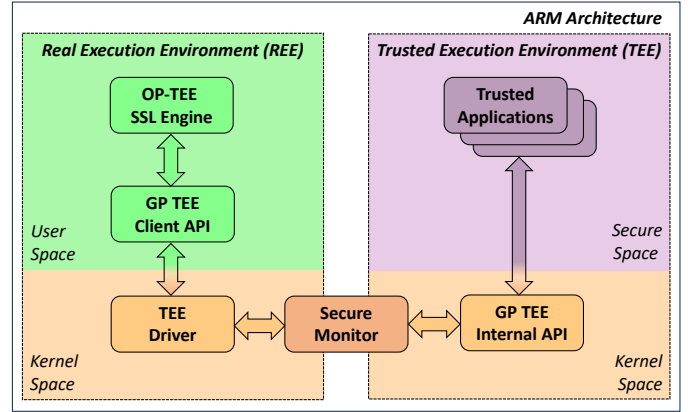 ARM Architecture
Real Execution Environment (REE)
Trusted Execution Environment (TEE)
OP-TEE
SSL Engine
Trusted
Applications
GP TEE
Client API
User
Space
Secure
Space
TEE
Driver
Secure
Monitor
GP TEE
Internal API
Kernel
Space
Kernel
Space